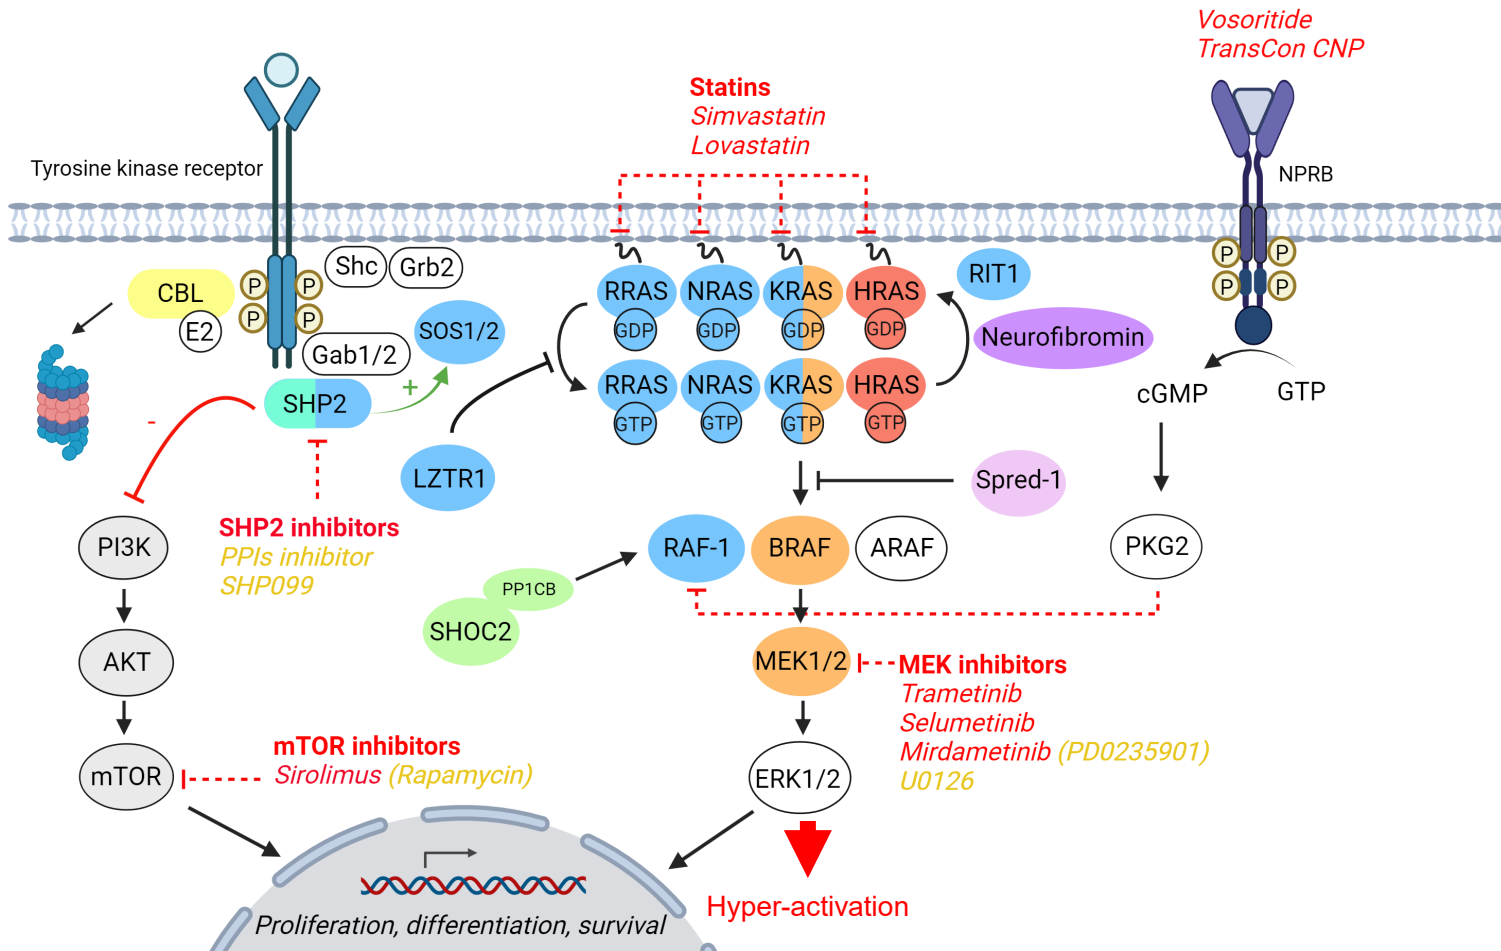 Vosoritide
TransCon CNP
Statins
Simvastatin
Lovastatin
Tyrosine kinase receptor
NPRB
Shc
Grb2
P
P
P
P
P
P
P
P
CBL
E2
SOS1/2
Gab1/2
SHP2
+
-
RRAS
NRAS
KRAS
HRAS
GDP
GDP
GDP
GDP
RIT1
Neurofibromin
RRAS
NRAS
KRAS
HRAS
GTP
GTP
GTP
GTP
cGMP
GTP
LZTR1
Spred-1
SHP2 inhibitors
PPIs inhibitor
SHP099
PI3K
RAF-1
BRAF
ARAF
PKG2
PP1CB
SHOC2
AKT
MEK1/2
MEK inhibitors
Trametinib
Selumetinib
Mirdametinib (PD0235901)
U0126
mTOR inhibitors
Sirolimus (Rapamycin)
mTOR
ERK1/2
Hyper-activation
Proliferation, differentiation, survival